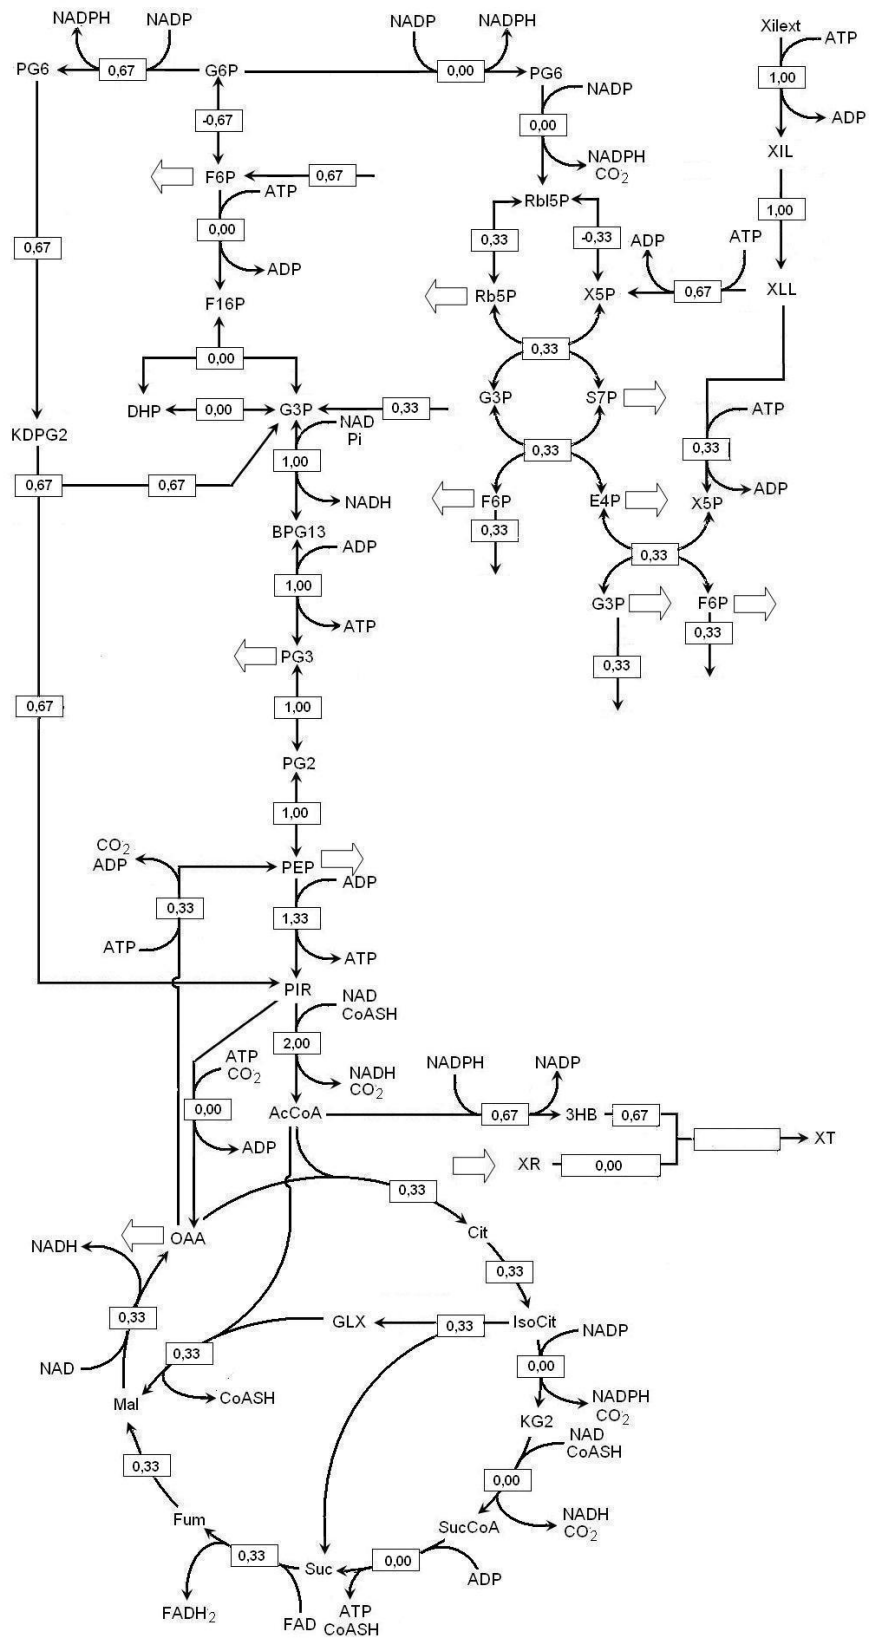 NADPH NADP NADP NADPH Xilext
ATP
PG6 0,67 G6P 0,00 PG6
1,00
NADP
-0,67 0,00 ADP
XIL
NADPH
CO2
F6P 0,67
ATP Rbl5P
0,00 1,00
0,67 0,33 -0,33 ADP ATP
ADP
F16P Rb5P X5P 0,67 XLL
0,00 0,33
DHP 0,00 G3P 0,33 G3P S7P
NAD
Pi
ATP
KDPG2
0,33 0,33
1,00
0,67 0,67 ADP
NADH F6P E4P X5P
0,33
BPG13
ADP
0,33
1,00
G3P F6P
ATP
0,33
PG3
0,33
0,67 1,00
PG2
1,00
CO2
ADP
PEP
ADP
0,33 1,33
ATP ATP
PIR
NAD
CoASH
2,00
ATP
CO2
NADPH NADP
NADH
CO2
0,00
AcCoA 0,67 3HB 0,67
XT
ADP
XR 0,00
0,33
OAA Cit
NADH
0,33
0,33 GLX 0,33 IsoCit
NADP
0,33
0,00
NAD
CoASH NADPH
CO2
Mal
KG2
NAD
CoASH
0,33
0,00
Fum NADH
CO2
SucCoA
0,33 Suc 0,00
ADP
FADH2 FAD ATP
CoASH